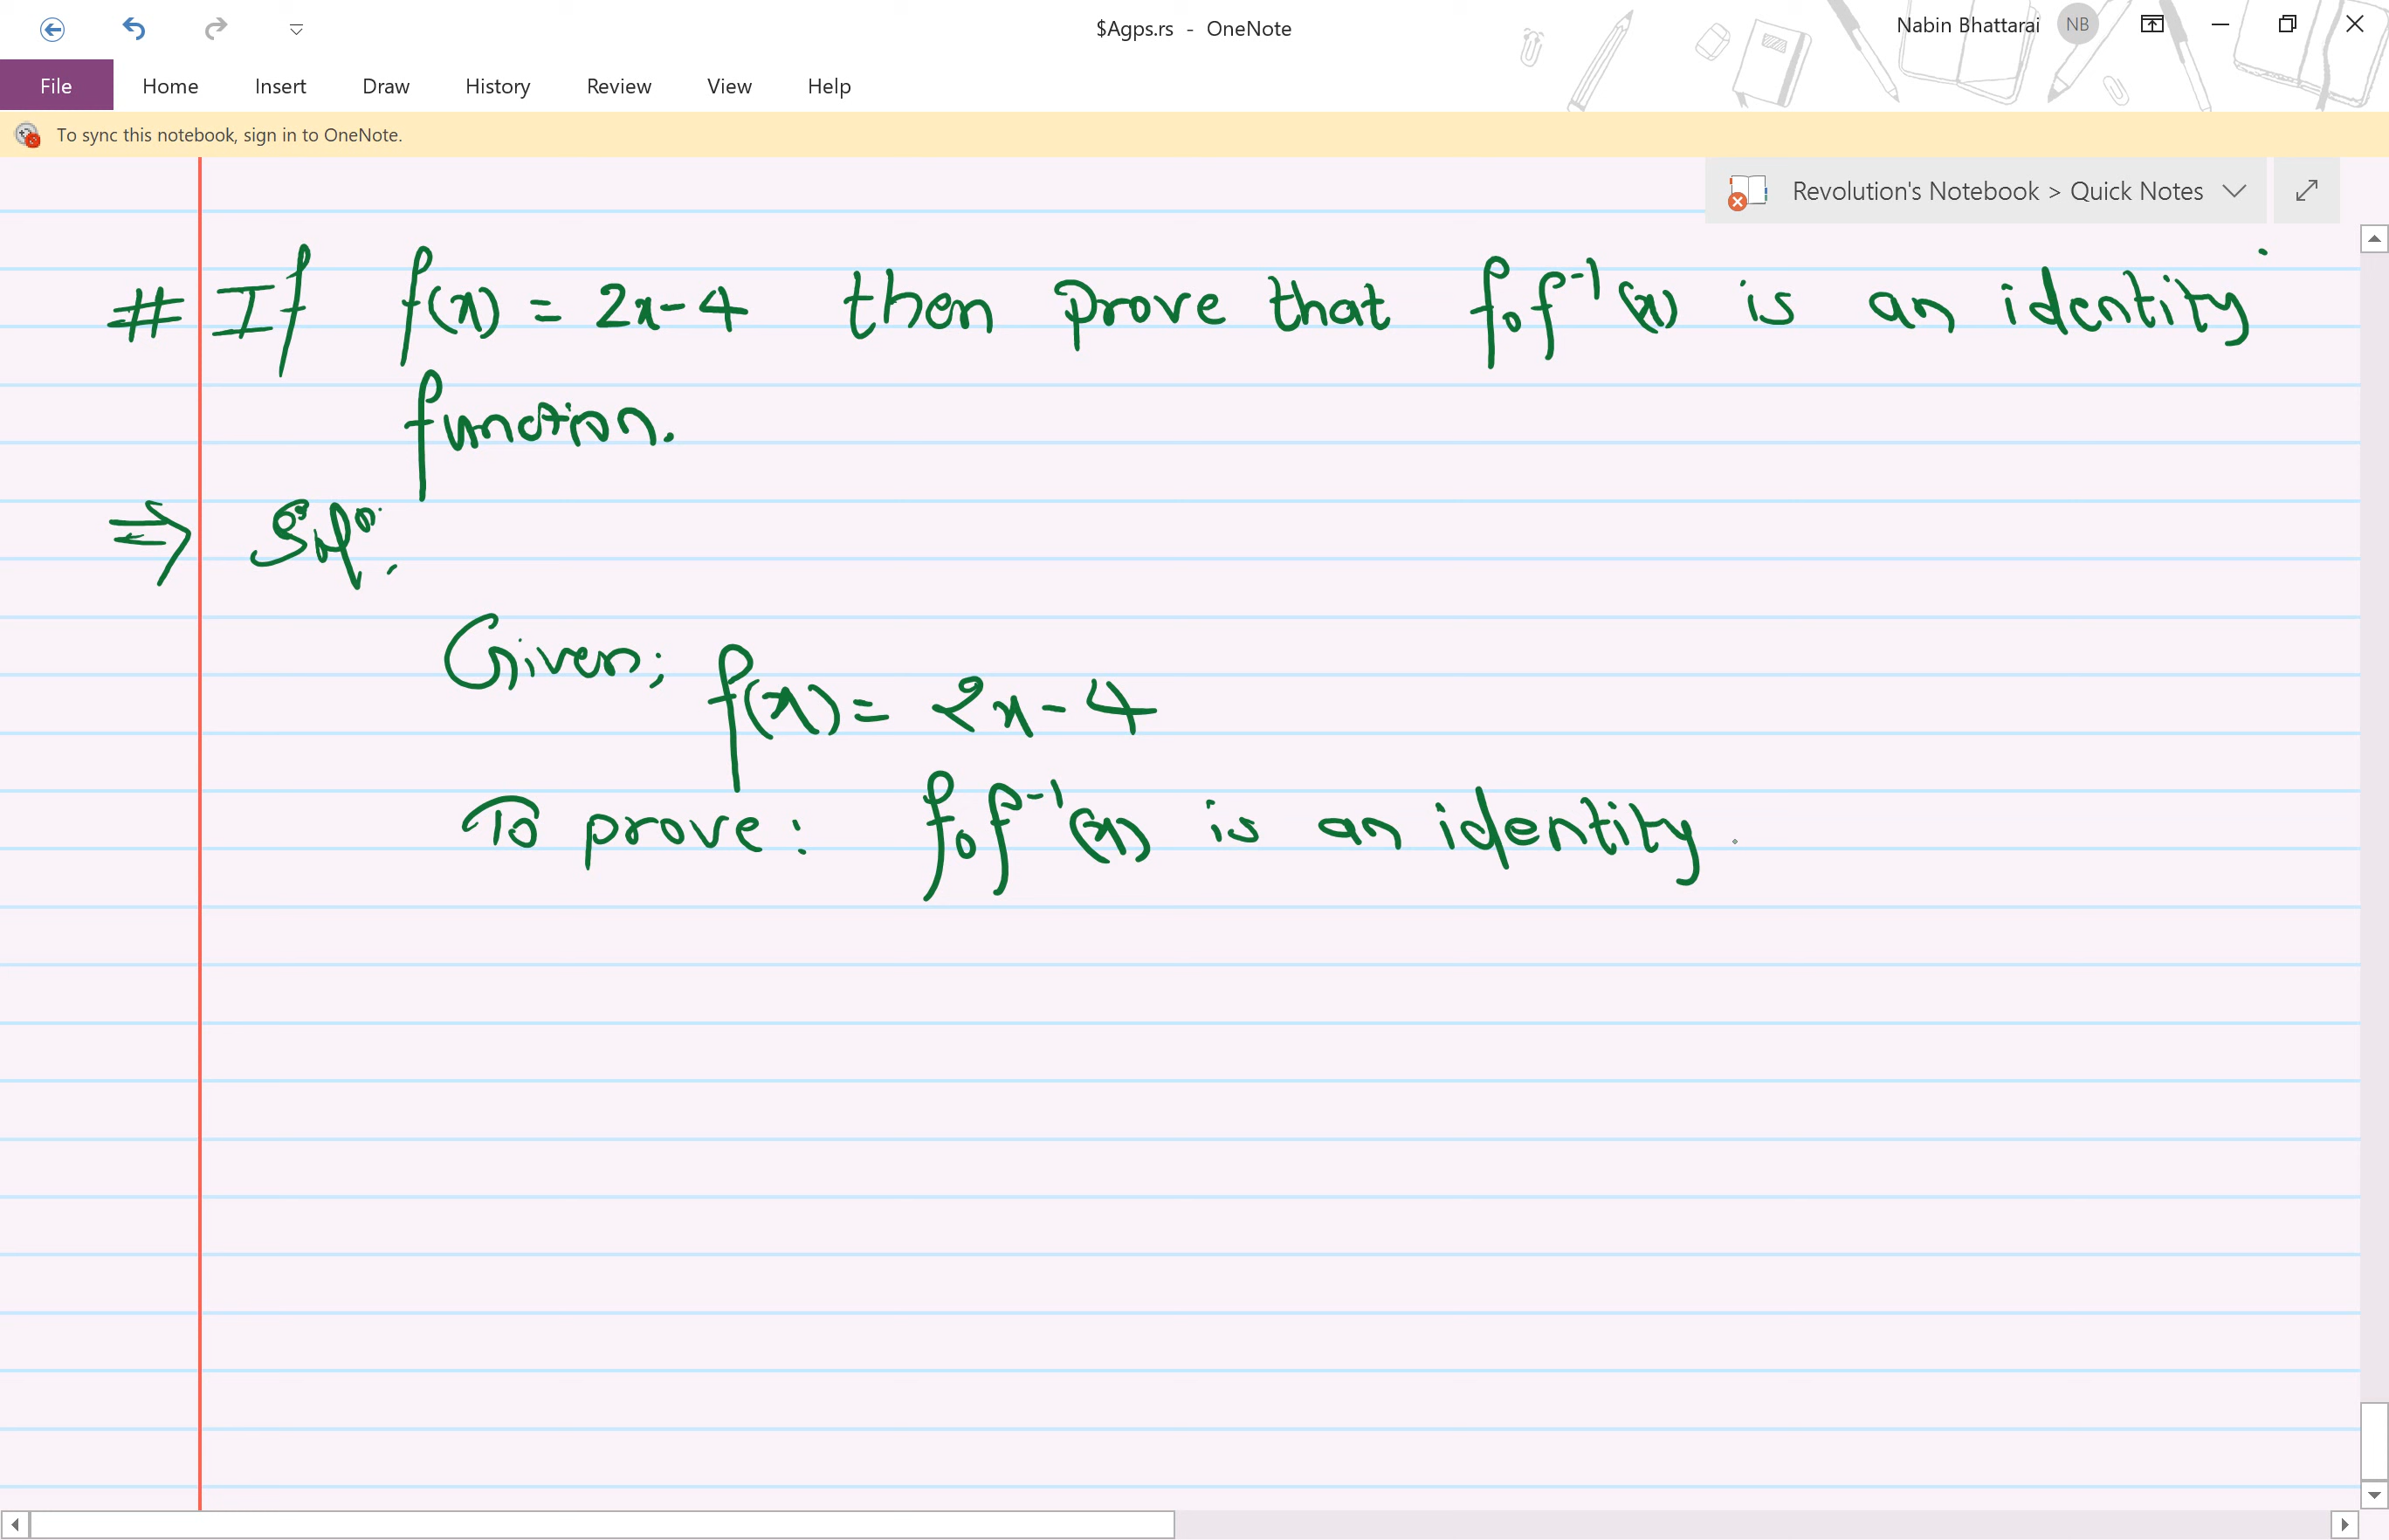 $Agps.rs - OneNote
Nabin Bhattarai NB
File Home Insert Draw History Review View Help
To sync this notebook, sign in to OneNote.
Revolution's Notebook > Quick Notes
# If f(x) = 2x-4 then prove that fof⁻¹(x) is an identity
function.
⇒ Solⁿ.
Given; f(x) = 2x-4
To prove: fof⁻¹(x) is an identity.